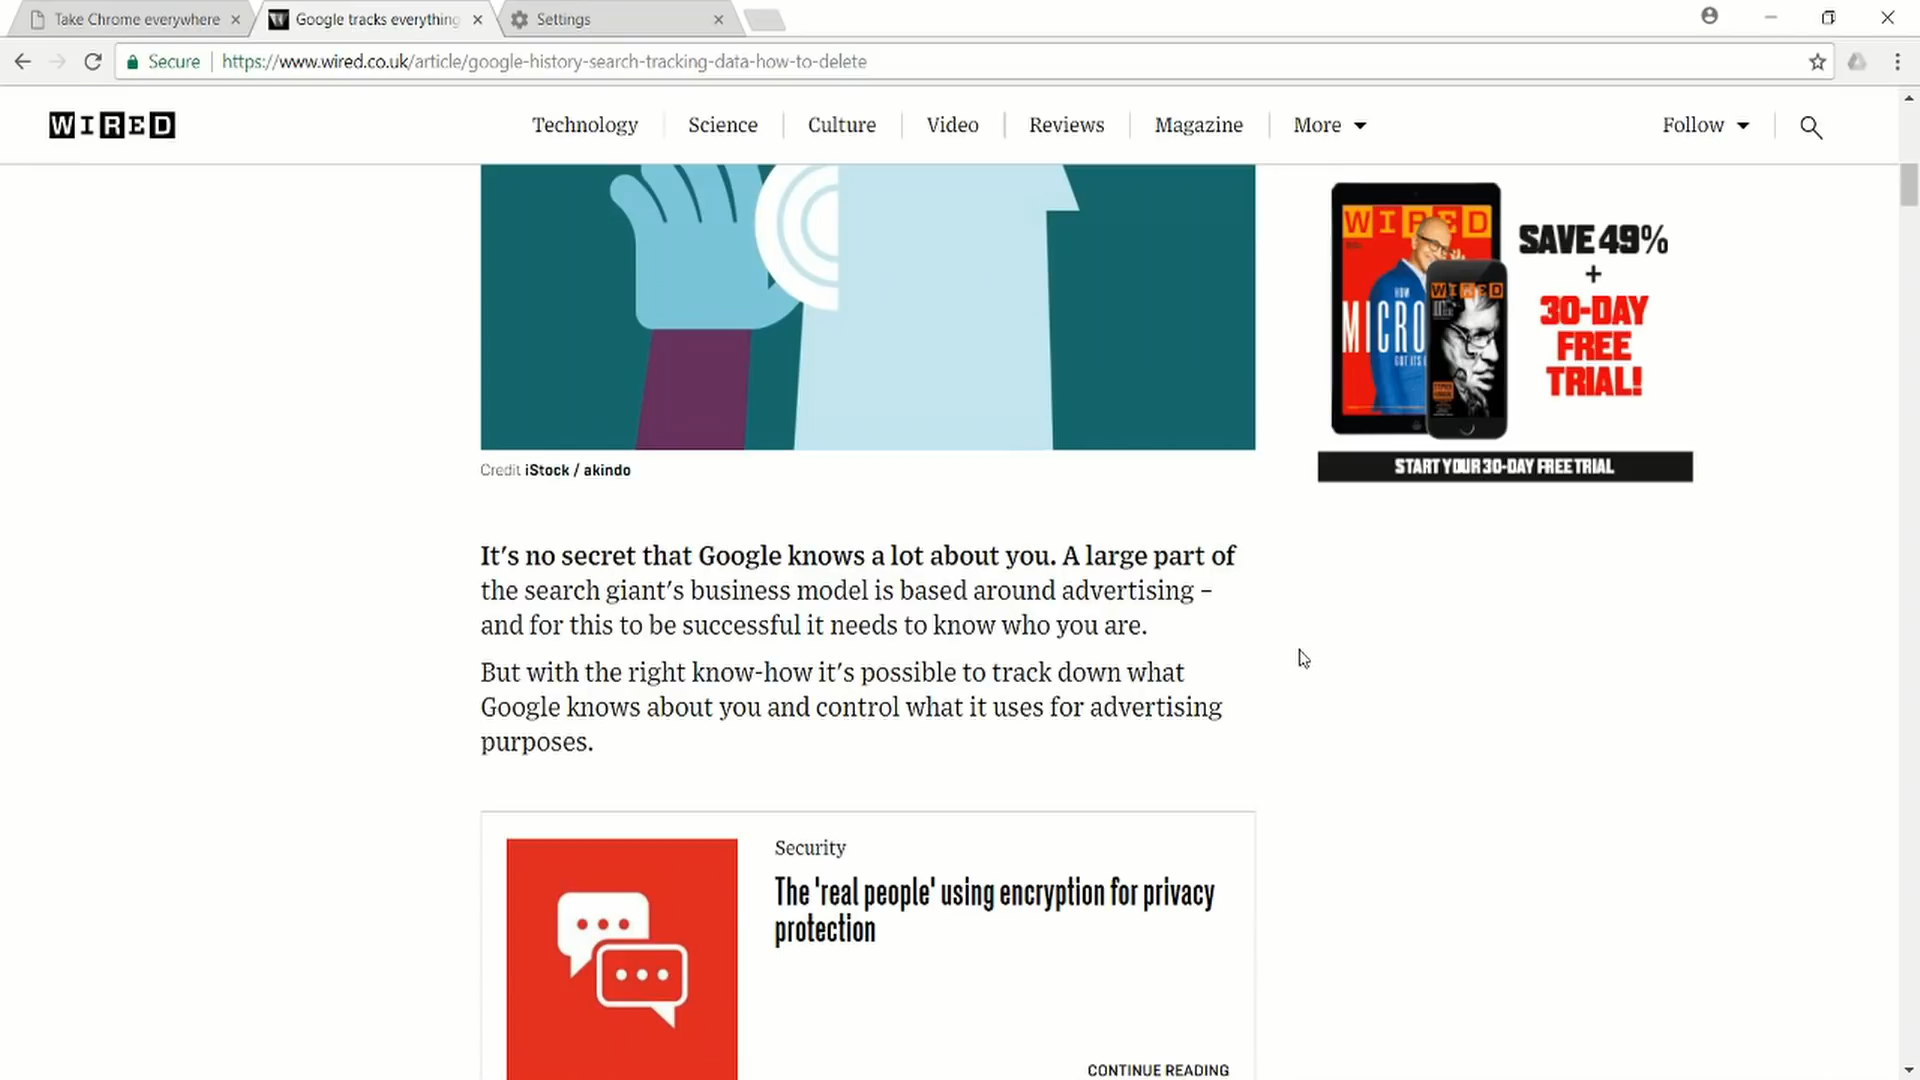 Take Chrome everywhere
Google tracks everything
Settings
Secure
https://www.wired.co.uk/article/google-history-search-tracking-data-how-to-delete
WIRED
Technology
Science
Culture
Video
Reviews
Magazine
More
Follow
WIRED
HOW
MICRO
GOT ITS
WIRED
SAVE 49%
+
30-DAY
FREE
TRIAL!
START YOUR 30-DAY FREE TRIAL
Credit iStock / akindo
It's no secret that Google knows a lot about you. A large part of
the search giant's business model is based around advertising –
and for this to be successful it needs to know who you are.
But with the right know-how it's possible to track down what
Google knows about you and control what it uses for advertising
purposes.
Security
The 'real people' using encryption for privacy
protection
CONTINUE READING